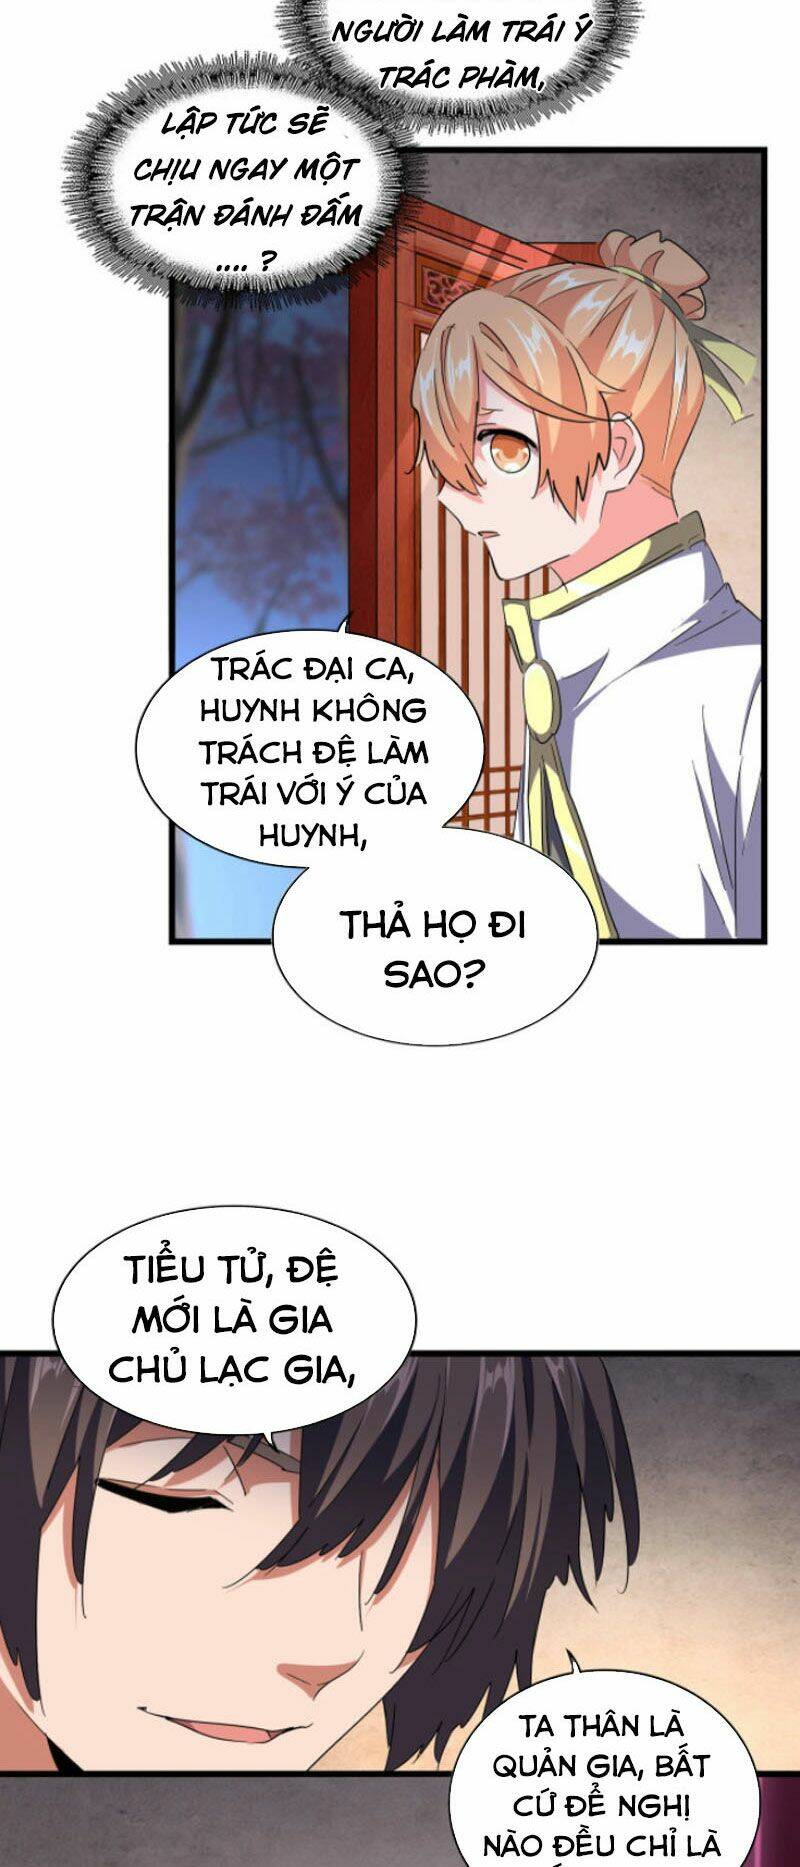 NGƯỜI LÀM TRÁI Ý
TRÁC PHÀM,
LẬP TỨC SẼ
CHỊU NGAY MỘT
TRẬN ĐÁNH ĐẤM
.... ?
TRÁC ĐẠI CA,
HUYNH KHÔNG
TRÁCH ĐỆ LÀM
TRÁI VỚI Ý CỦA
HUYNH,
THẢ HỌ ĐI
SAO?
TIỂU TỬ, ĐỆ
MỚI LÀ GIA
CHỦ LẠC GIA,
TA THÂN LÀ
QUẢN GIA, BẤT
CỨ ĐỀ NGHỊ
NÀO ĐỀU CHỈ LÀ